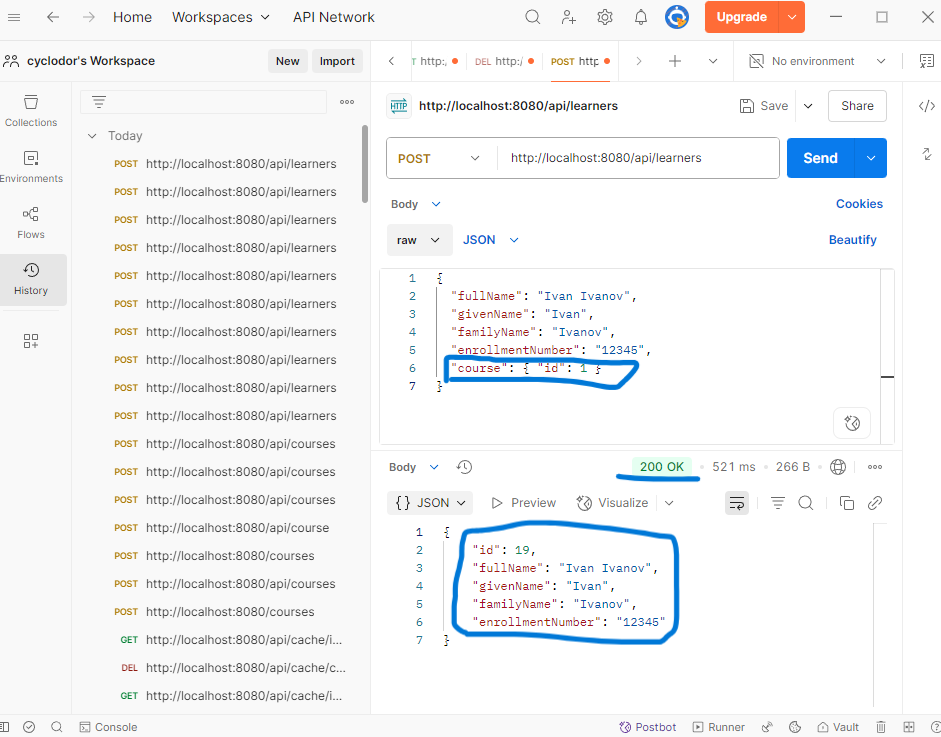 Home Workspaces API Network Upgrade
cyclodor's Workspace New Import
T http:/ DEL http:/ POST http No environment
Collections
Environments
Flows
History
Today
POST http://localhost:8080/api/learners
POST http://localhost:8080/api/learners
POST http://localhost:8080/api/learners
POST http://localhost:8080/api/learners
POST http://localhost:8080/api/learners
POST http://localhost:8080/api/learners
POST http://localhost:8080/api/learners
POST http://localhost:8080/api/learners
POST http://localhost:8080/api/learners
POST http://localhost:8080/api/learners
POST http://localhost:8080/api/courses
POST http://localhost:8080/api/courses
POST http://localhost:8080/api/courses
POST http://localhost:8080/api/course
POST http://localhost:8080/courses
POST http://localhost:8080/api/courses
POST http://localhost:8080/courses
GET http://localhost:8080/api/cache/i...
DEL http://localhost:8080/api/cache/c...
GET http://localhost:8080/api/cache/i...
HTTP http://localhost:8080/api/learners Save Share
POST http://localhost:8080/api/learners Send
Body Cookies
raw JSON Beautify
1 {
2 "fullName": "Ivan Ivanov",
3 "givenName": "Ivan",
4 "familyName": "Ivanov",
5 "enrollmentNumber": "12345",
6 "course": { "id": 1 }
7 }
Body 200 OK 521 ms 266 B
{} JSON Preview Visualize
1 {
2 "id": 19,
3 "fullName": "Ivan Ivanov",
4 "givenName": "Ivan",
5 "familyName": "Ivanov",
6 "enrollmentNumber": "12345"
7 }
Console Postbot Runner Vault